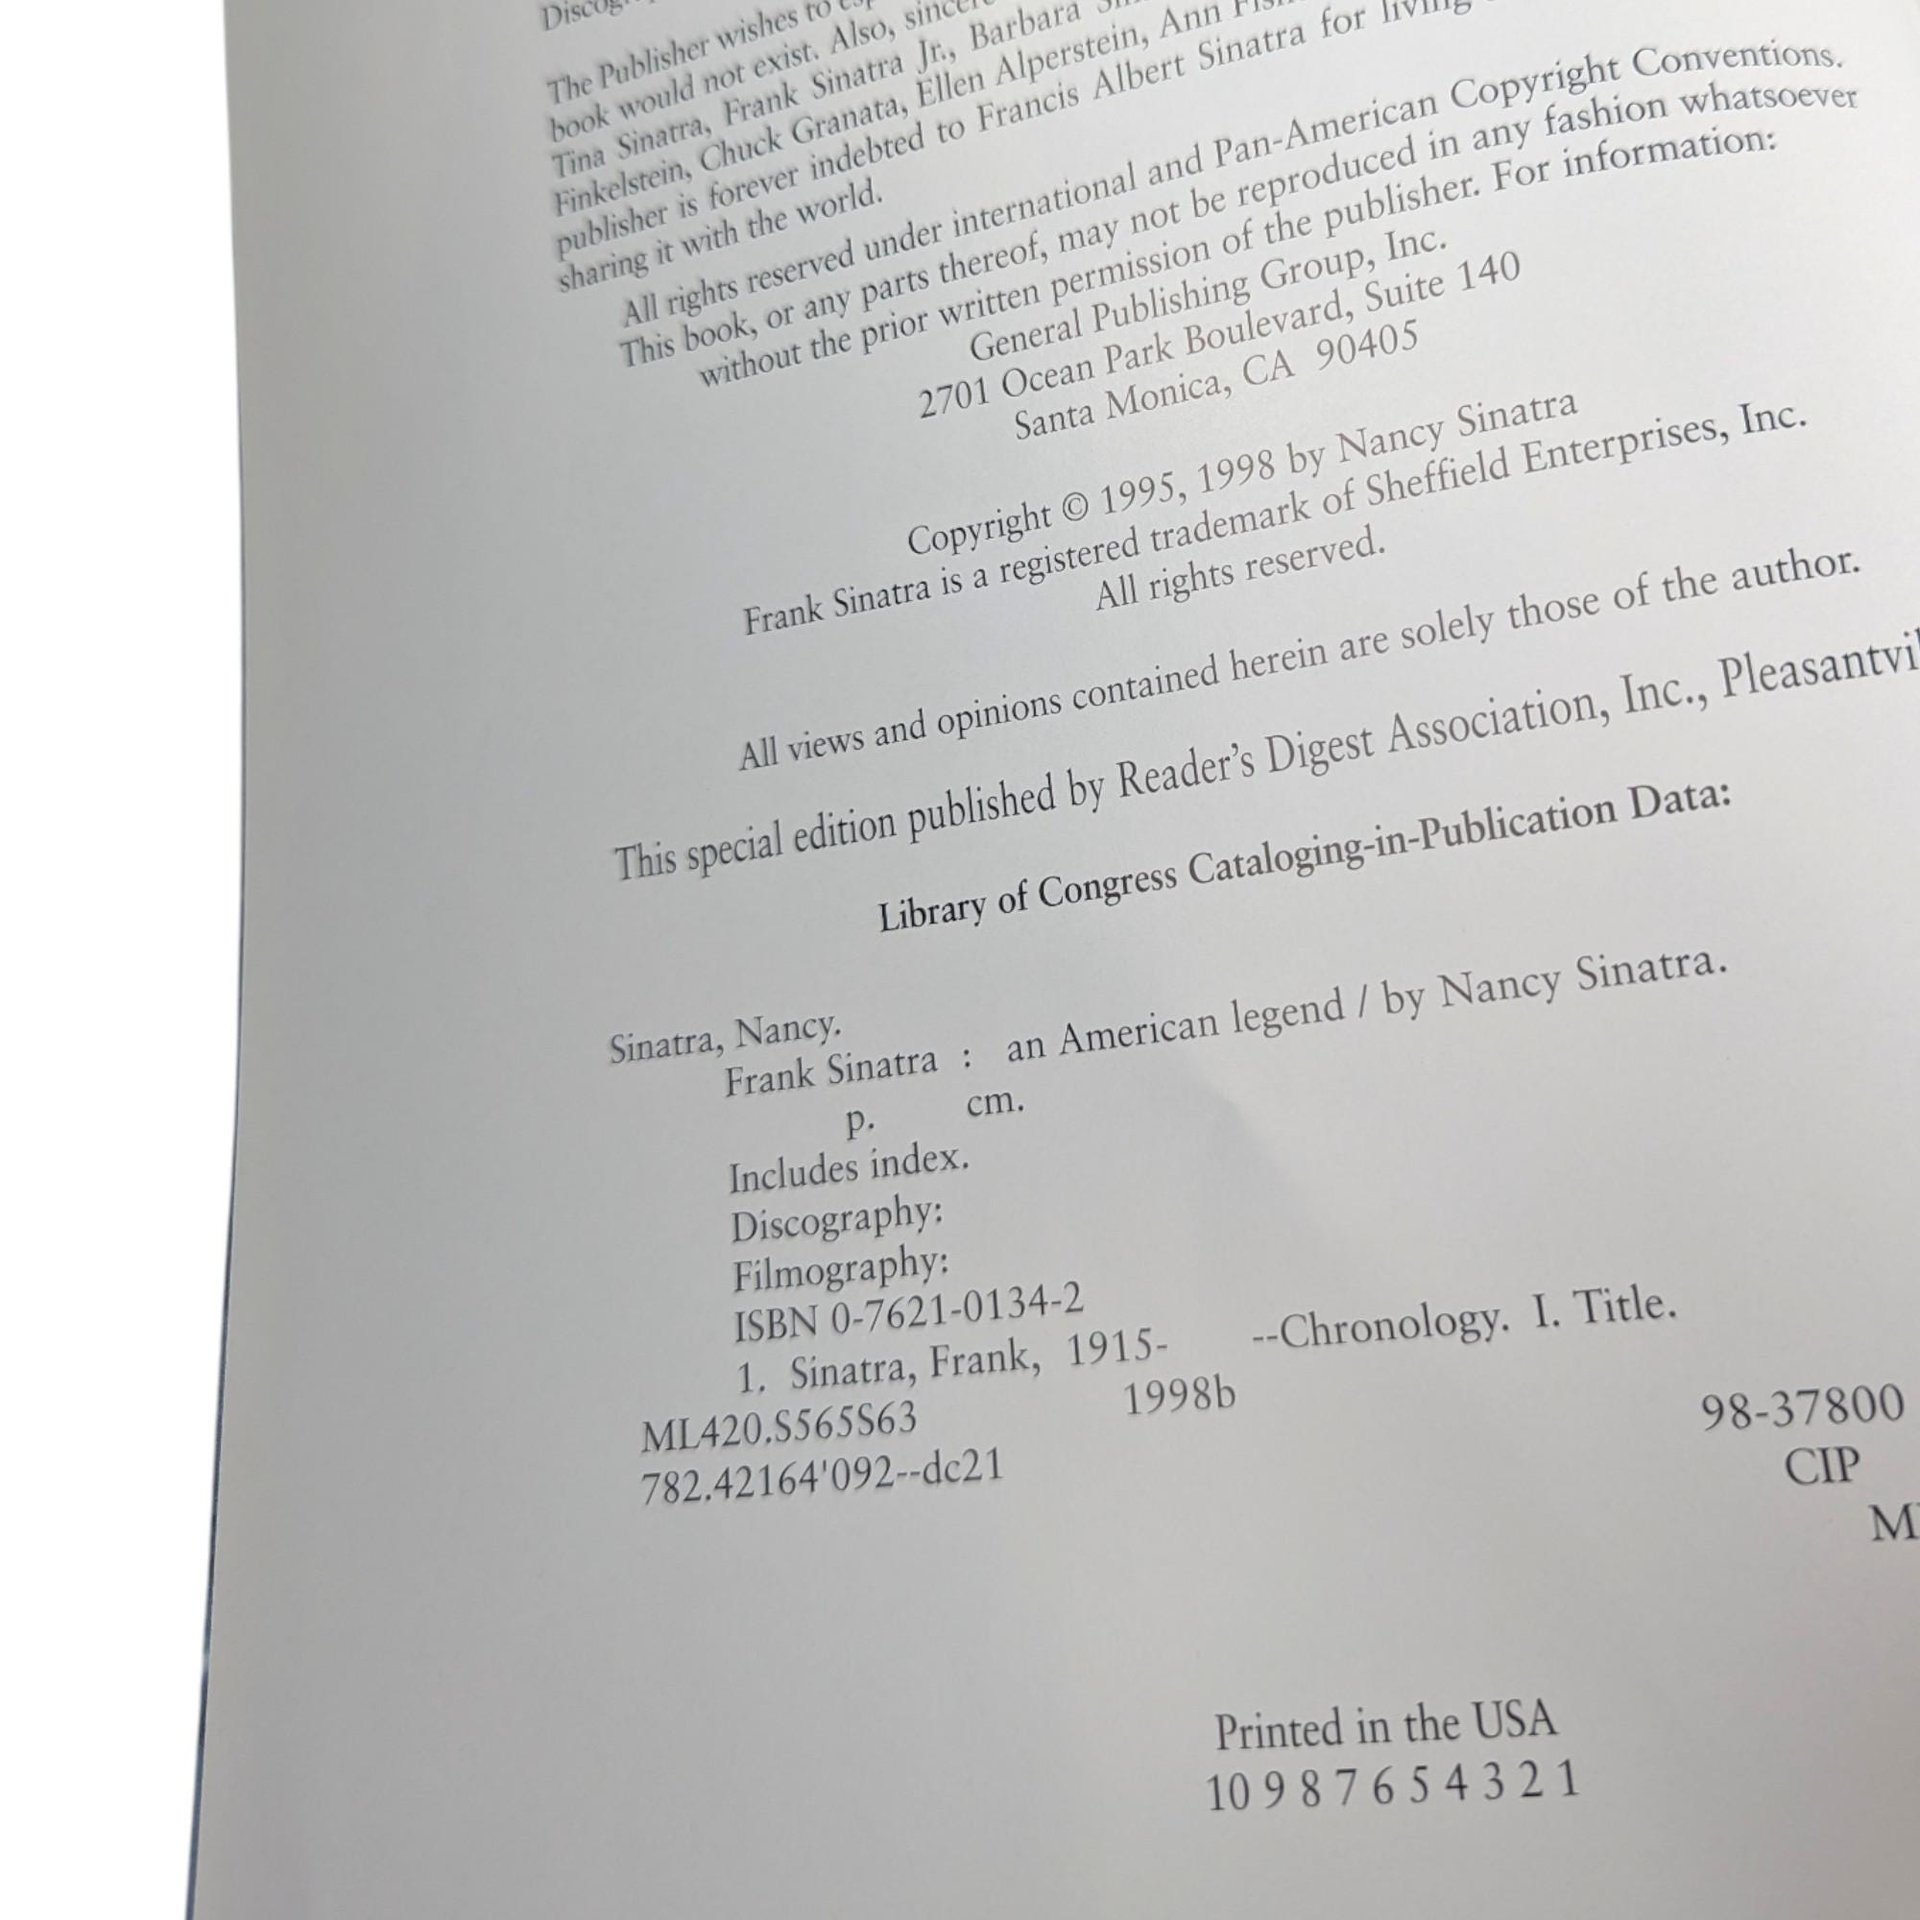 The Publisher wishes to
book would not exist. Also,
Tina Sinatra, Frank Sinatra Jr., Barbara
Finkelstein, Chuck Granata, Ellen Alperstein, Ann
publisher is forever indebted to Francis Albert Sinatra for living
sharing it with the world.
All rights reserved under international and Pan-American Copyright Conventions.
This book, or any parts thereof, may not be reproduced in any fashion whatsoever
without the prior written permission of the publisher. For information:
General Publishing Group, Inc.
2701 Ocean Park Boulevard, Suite 140
Santa Monica, CA 90405
Copyright © 1995, 1998 by Nancy Sinatra
Frank Sinatra is a registered trademark of Sheffield Enterprises, Inc.
All rights reserved.
All views and opinions contained herein are solely those of the author.
This special edition published by Reader's Digest Association, Inc.,
Library of Congress Cataloging-in-Publication Data:
Sinatra, Nancy.
Frank Sinatra : an American legend / by Nancy Sinatra.
p. cm.
Includes index.
Discography:
Filmography:
ISBN 0-7621-0134-2
1. Sinatra, Frank, 1915- --Chronology. I. Title.
ML420.S565S63 1998b
782.42164'092--dc21
98-37800
CIP
Printed in the USA
10 9 8 7 6 5 4 3 2 1